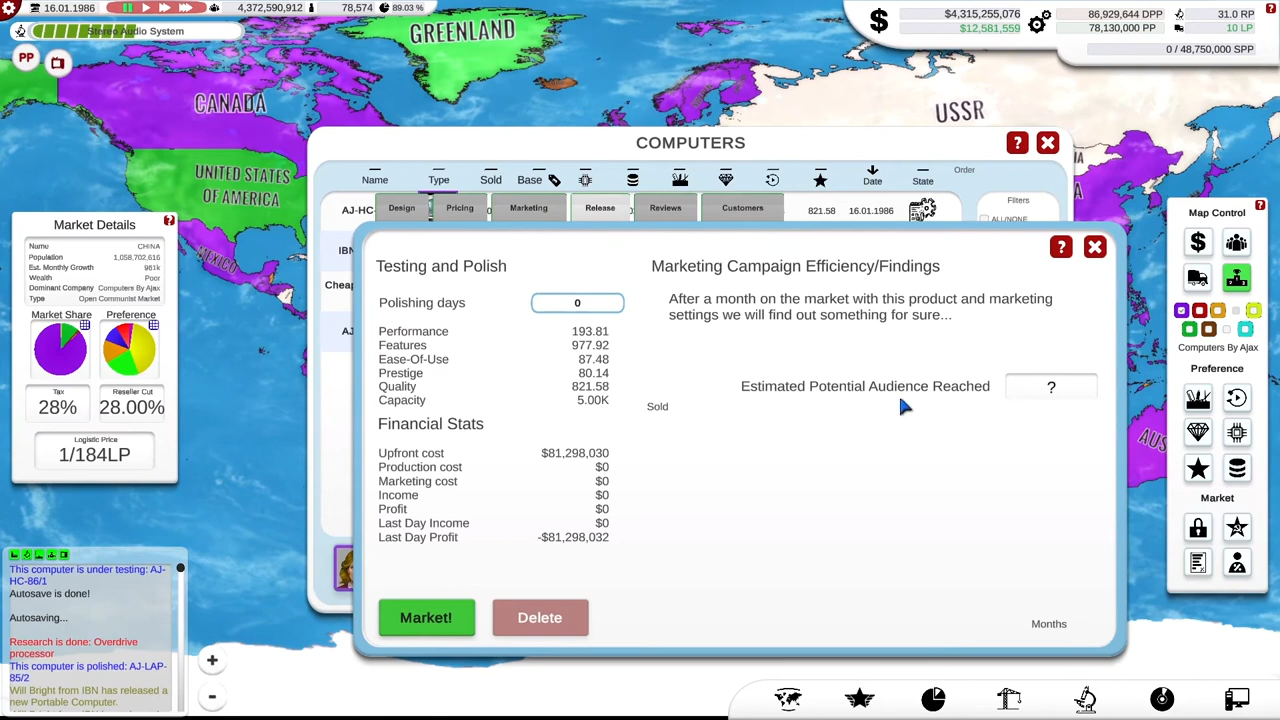 16.01.1986
4,372,590,912
78,574
89.03 %
$4,315,255,076
$12,581,559
86,929,644 DPP
78,130,000 PP
31.0 RP
10 LP
0 / 48,750,000 SPP
Stereo Audio System
PP
GREENLAND
CANADA
USSR
UNITED STATES
OF AMERICA
MEXICO
COMPUTERS
?
Name
Type
Sold
Base
Date
State
Order
Filters
ALL/NONE
AJ-HC
821.58
16.01.1986
IBN
Cheap
AJ
Design
Pricing
Marketing
Release
Reviews
Customers
?
Testing and Polish
Polishing days
0
Performance 193.81
Features 977.92
Ease-Of-Use 87.48
Prestige 80.14
Quality 821.58
Capacity 5.00K
Financial Stats
Upfront cost $81,298,030
Production cost $0
Marketing cost $0
Income $0
Profit $0
Last Day Income $0
Last Day Profit -$81,298,032
Market!
Delete
Marketing Campaign Efficiency/Findings
After a month on the market with this product and marketing
settings we will find out something for sure...
Estimated Potential Audience Reached
?
Sold
Months
Market Details
?
Name CHINA
Population 1,058,702,616
Est. Monthly Growth 961k
Wealth Poor
Dominant Company Computers By Ajax
Type Open Communist Market
Market Share
Preference
Tax
28%
Reseller Cut
28.00%
Logistic Price
1/184LP
This computer is under testing: AJ-
HC-86/1
Autosave is done!
Autosaving...
Research is done: Overdrive
processor
This computer is polished: AJ-LAP-
85/2
Will Bright from IBN has released a
new Portable Computer.
+
-
?
Map Control
?
$
Computers By Ajax
Preference
Market
AUS